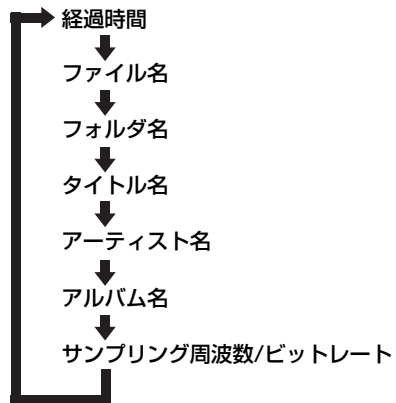 経過時間
ファイル名
フォルダ名
タイトル名
アーティスト名
アルバム名
サンプリング周波数/ビットレート